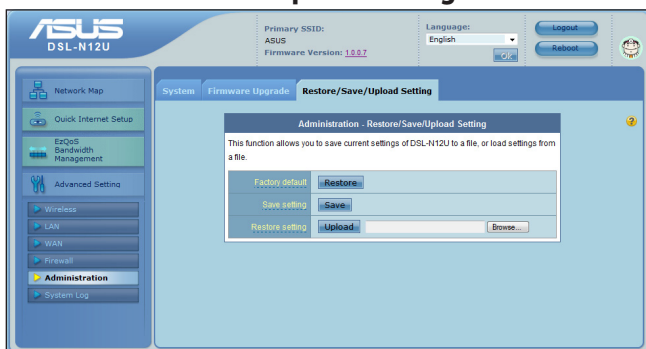 ASUS
DSL-N12U
Primary SSID:
ASUS
Firmware Version: 1.0.0.7
Language:
English
OK
Logout
Reboot
Network Map
Quick Internet Setup
EzQoS
Bandwidth
Management
Advanced Setting
Wireless
LAN
WAN
Firewall
Administration
System Log
System
Firmware Upgrade
Restore/Save/Upload Setting
Administration - Restore/Save/Upload Setting
This function allows you to save current settings of DSL-N12U to a file, or load settings from
a file.
Factory default
Restore
Save setting
Save
Restore setting
Upload
Browse...